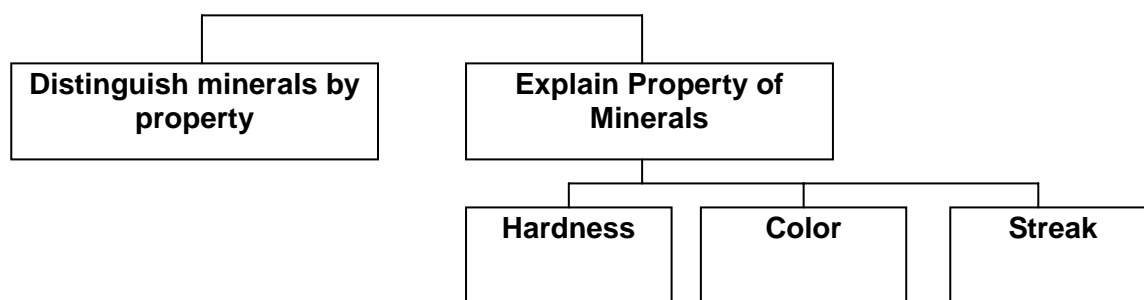 Distinguish minerals by
property
Explain Property of
Minerals
Hardness
Color
Streak